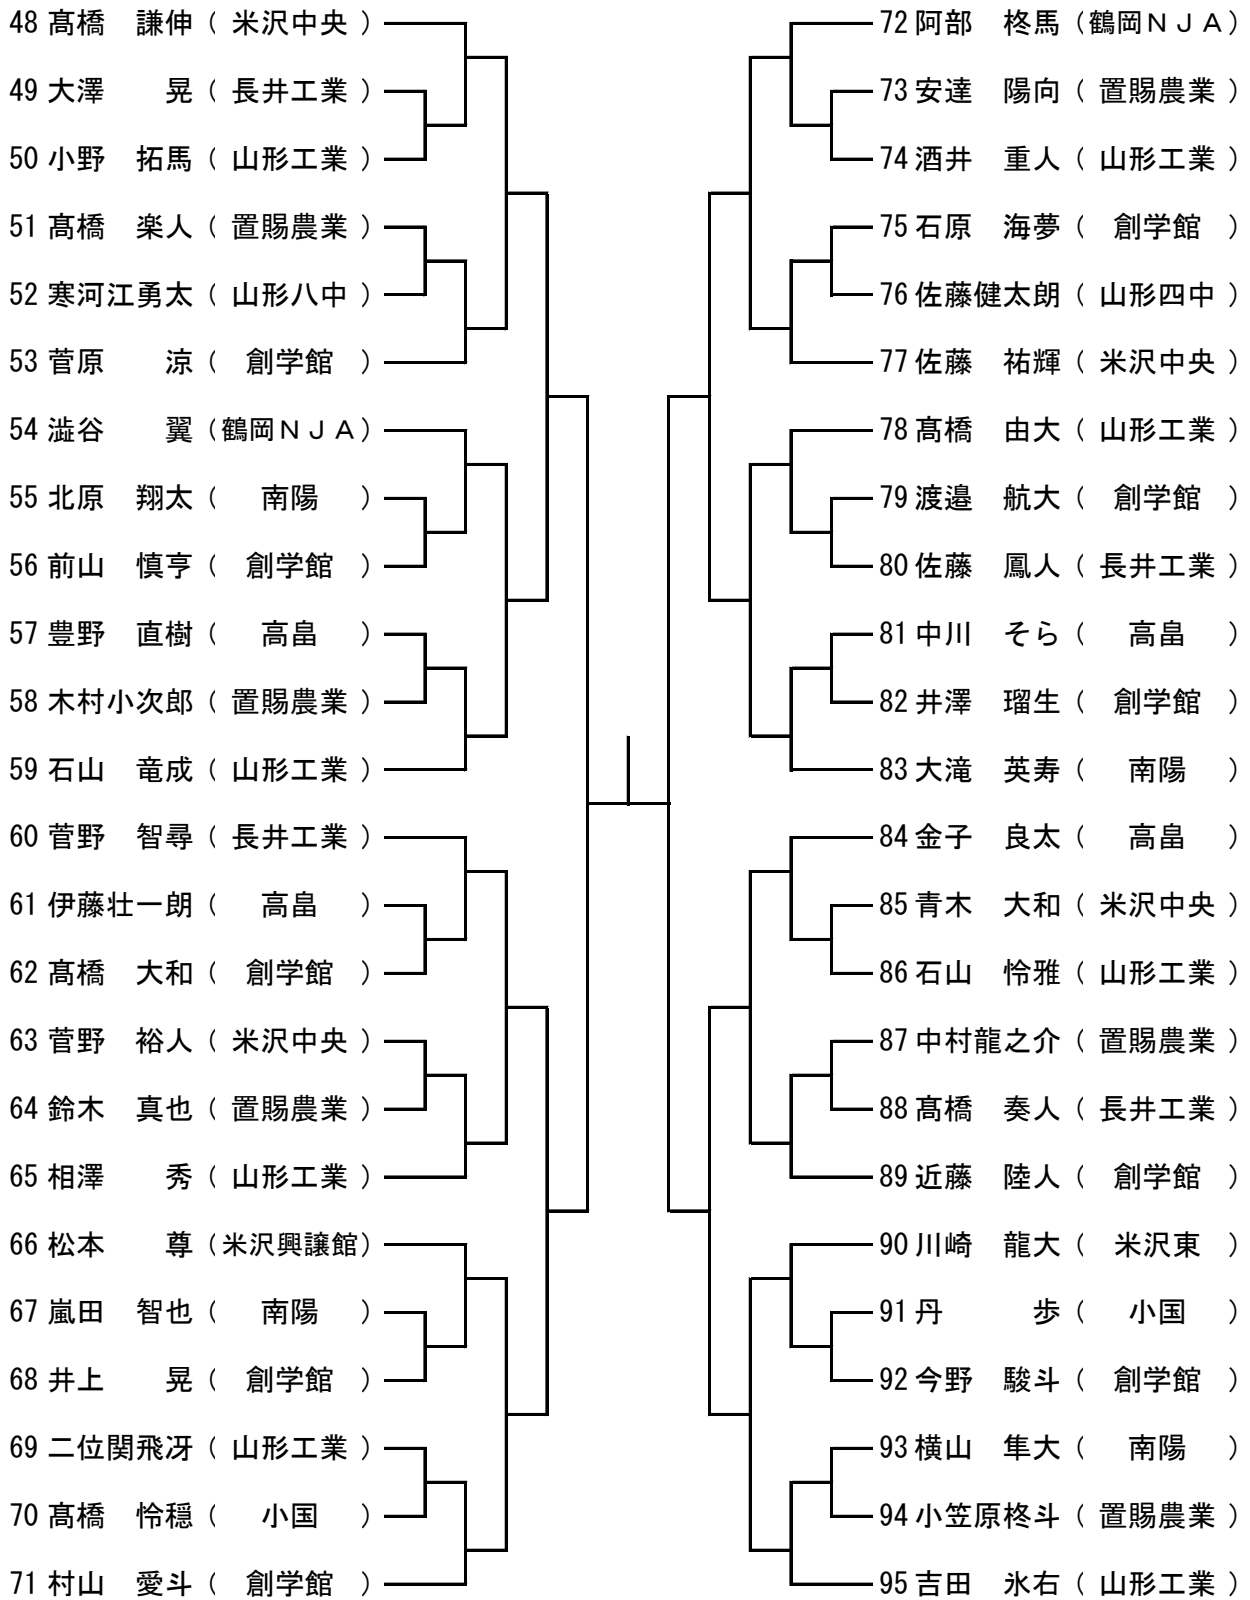 48 髙橋　謙伸 ( 米沢中央 )
49 大澤　　晃 ( 長井工業 )
50 小野　拓馬 ( 山形工業 )
51 髙橋　楽人 ( 置賜農業 )
52 寒河江勇太 ( 山形八中 )
53 菅原　　涼 ( 創学館 )
54 澁谷　　翼 (鶴岡ＮＪＡ)
55 北原　翔太 ( 南陽 )
56 前山　慎亨 ( 創学館 )
57 豊野　直樹 ( 高畠 )
58 木村小次郎 ( 置賜農業 )
59 石山　竜成 ( 山形工業 )
60 菅野　智尋 ( 長井工業 )
61 伊藤壮一朗 ( 高畠 )
62 髙橋　大和 ( 創学館 )
63 菅野　裕人 ( 米沢中央 )
64 鈴木　真也 ( 置賜農業 )
65 相澤　　秀 ( 山形工業 )
66 松本　　尊 (米沢興譲館)
67 嵐田　智也 ( 南陽 )
68 井上　　晃 ( 創学館 )
69 二位関飛冴 ( 山形工業 )
70 髙橋　怜穏 ( 小国 )
71 村山　愛斗 ( 創学館 )
72 阿部　柊馬 (鶴岡ＮＪＡ)
73 安達　陽向 ( 置賜農業 )
74 酒井　重人 ( 山形工業 )
75 石原　海夢 ( 創学館 )
76 佐藤健太朗 ( 山形四中 )
77 佐藤　祐輝 ( 米沢中央 )
78 髙橋　由大 ( 山形工業 )
79 渡邉　航大 ( 創学館 )
80 佐藤　鳳人 ( 長井工業 )
81 中川　そら ( 高畠 )
82 井澤　瑠生 ( 創学館 )
83 大滝　英寿 ( 南陽 )
84 金子　良太 ( 高畠 )
85 青木　大和 ( 米沢中央 )
86 石山　怜雅 ( 山形工業 )
87 中村龍之介 ( 置賜農業 )
88 髙橋　奏人 ( 長井工業 )
89 近藤　陸人 ( 創学館 )
90 川崎　龍大 ( 米沢東 )
91 丹　　　歩 ( 小国 )
92 今野　駿斗 ( 創学館 )
93 横山　隼大 ( 南陽 )
94 小笠原柊斗 ( 置賜農業 )
95 吉田　氷右 ( 山形工業 )